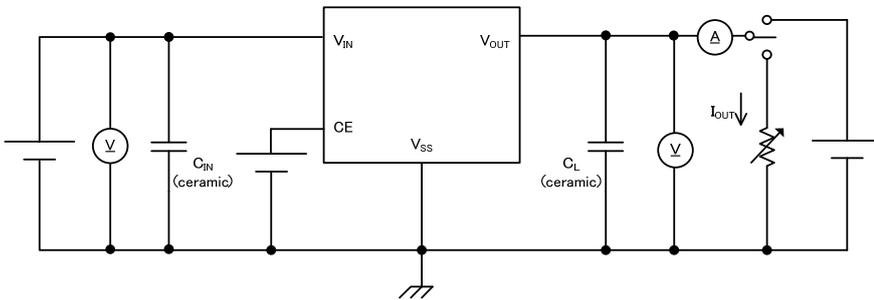 VIN
VOUT
A
CE
VSS
IOUT
V
CIN
(ceramic)
CL
(ceramic)
V